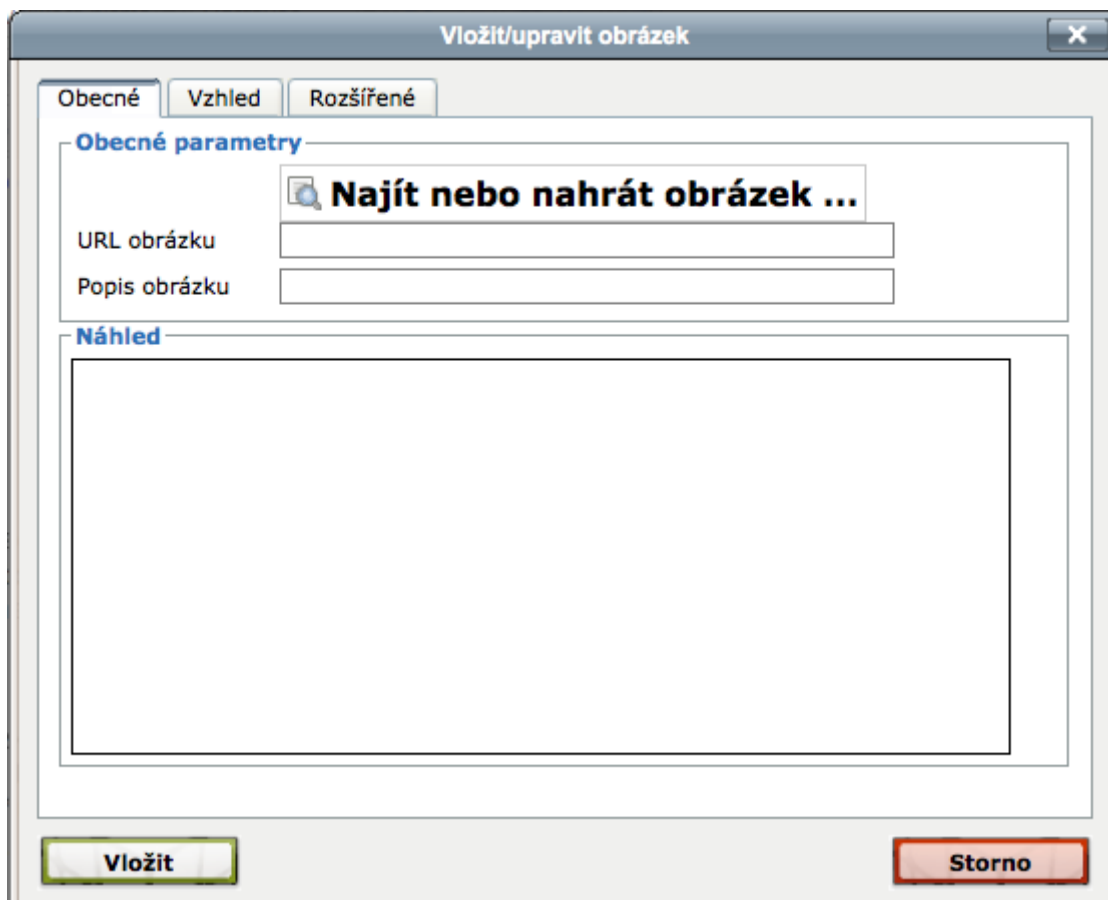 Vložit/upravit obrázek
Obecné Vzhled Rozšířené
Obecné parametry
Najít nebo nahrát obrázek ...
URL obrázku
Popis obrázku
Náhled
Vložit Storno